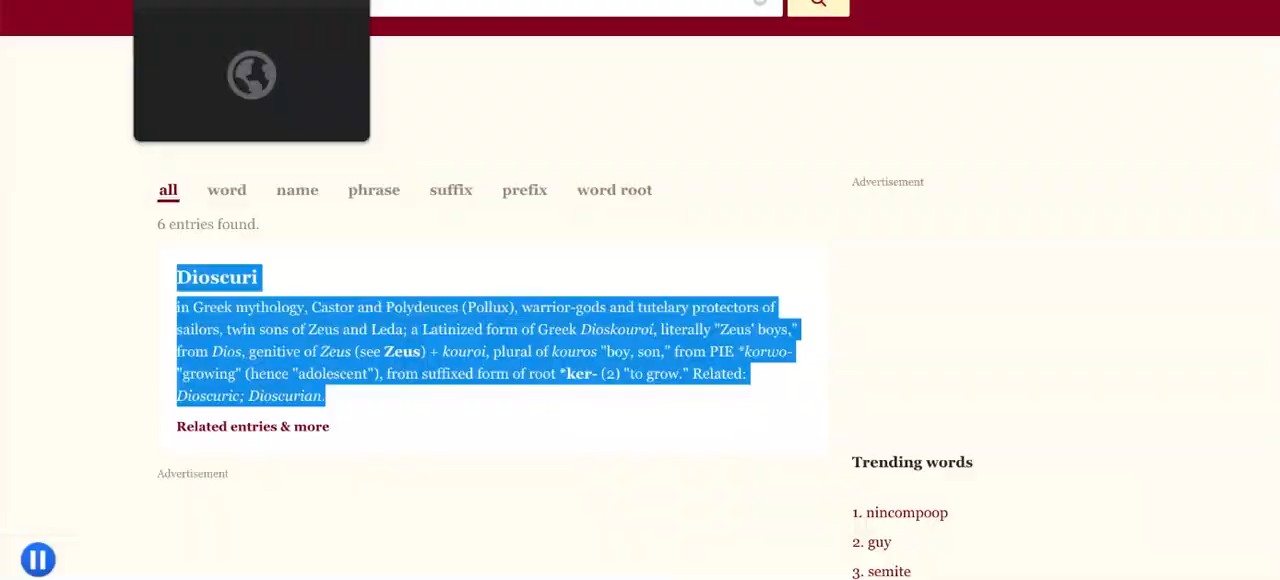 all word name phrase suffix prefix word root
Advertisement
6 entries found.
Dioscuri
in Greek mythology, Castor and Polydeuces (Pollux), warrior-gods and tutelary protectors of
sailors, twin sons of Zeus and Leda; a Latinized form of Greek Dioskouroi, literally "Zeus' boys,"
from Dios, genitive of Zeus (see Zeus) + kouroi, plural of kouros "boy, son," from PIE *korwo-
"growing" (hence "adolescent"), from suffixed form of root *ker- (2) "to grow." Related:
Dioscuric; Dioscurian.
Related entries & more
Advertisement
Trending words
1. nincompoop
2. guy
3. semite